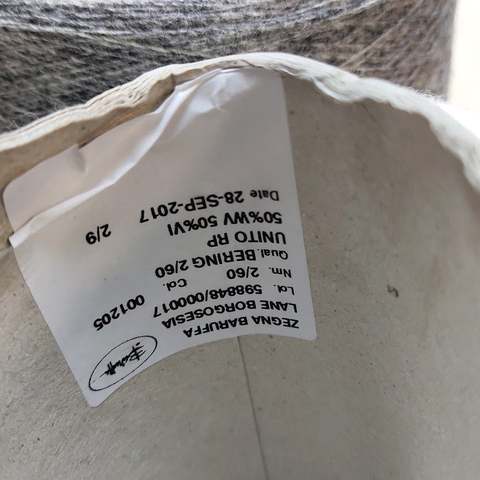 ZEGNA BARUFFA
LANE BORGOSESIA
Lot. 598848/000017
Nm. 2/60 Col. 001205
Qual. BERING 2/60
UNITO RP
50%WV 50%VI
Date 28-SEP-2017 2/9